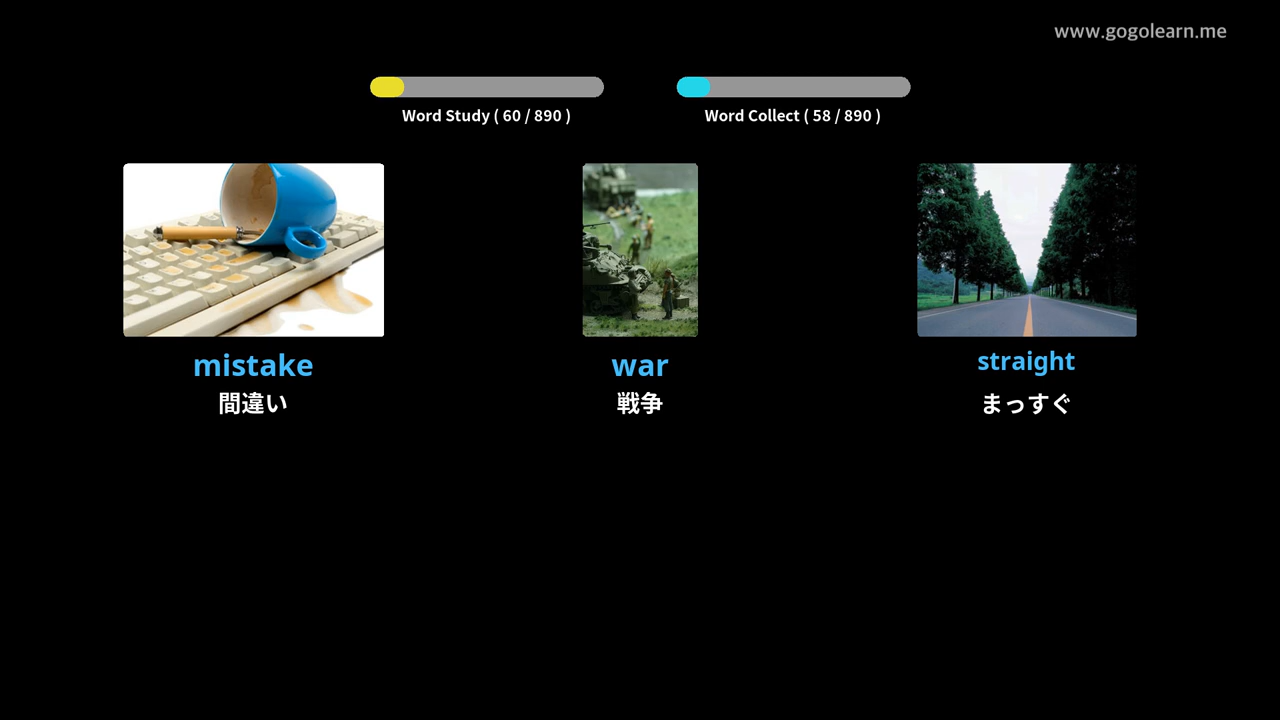 www.gogolearn.me
Word Study ( 60 / 890 )
Word Collect ( 58 / 890 )
mistake
war
straight
間違い
戦争
まっすぐ